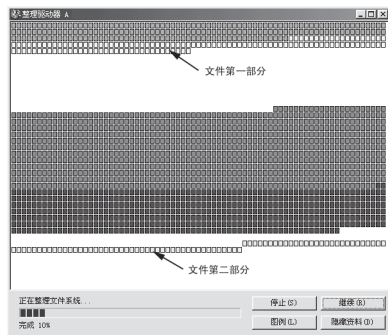 整理驱动器 A
文件第一部分
文件第二部分
正在整理文件系统...
完成 10%
停止(S)
继续(R)
图例(L)
隐藏资料(D)